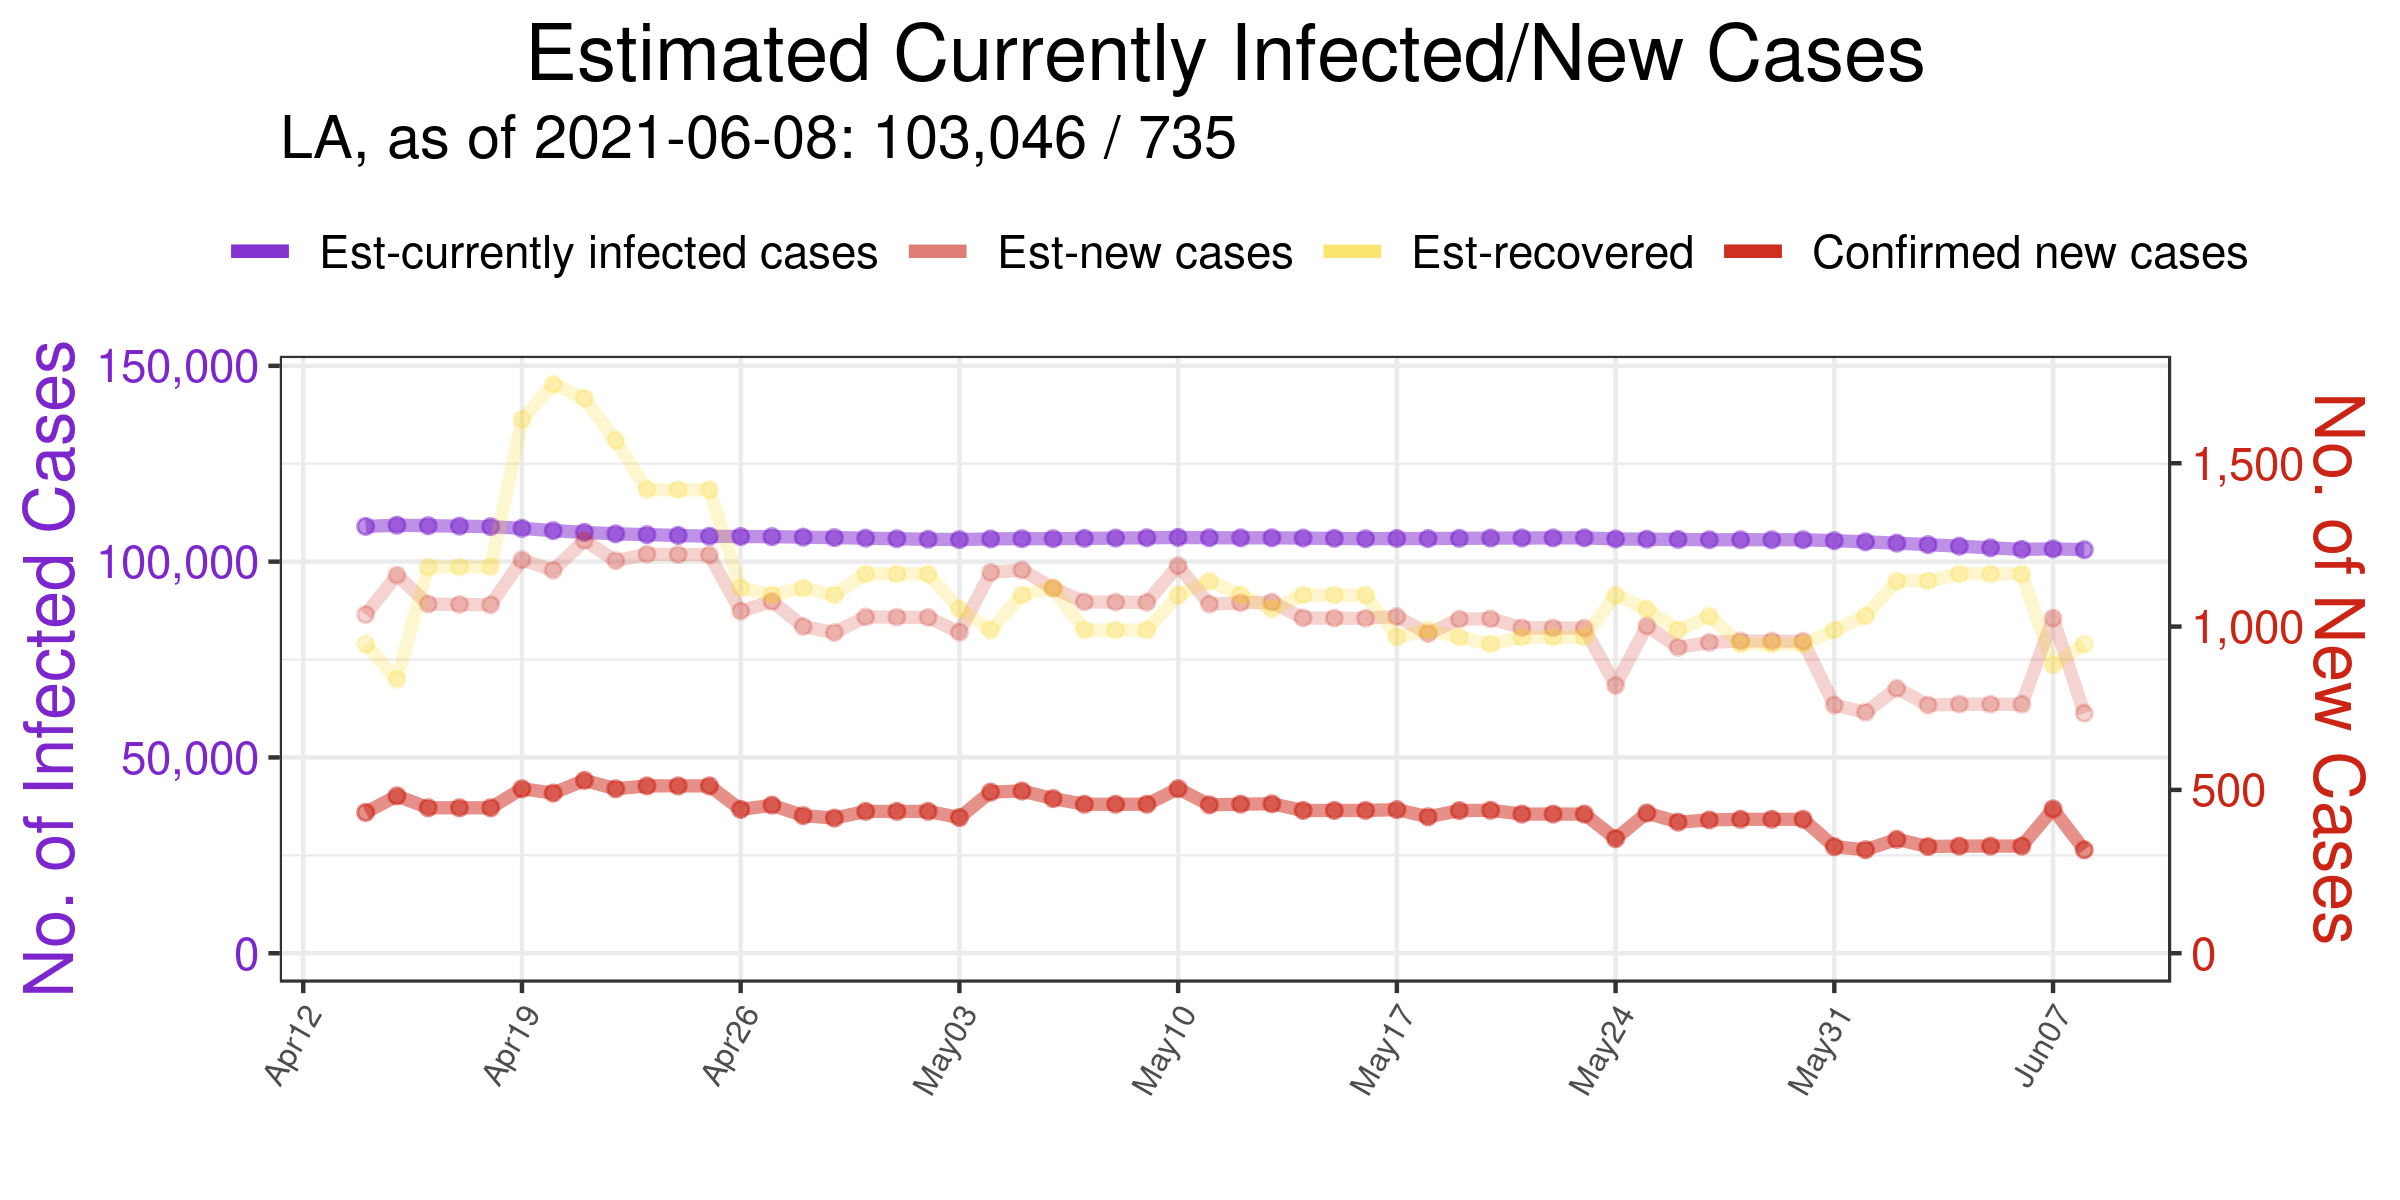 Estimated Currently Infected/New Cases
LA, as of 2021-06-08: 103,046 / 735
Est-currently infected cases Est-new cases Est-recovered Confirmed new cases
No. of Infected Cases
150,000
100,000
50,000
0
1,500
1,000
500
0
No. of New Cases
Apr12 Apr19 Apr26 May03 May10 May17 May24 May31 Jun07